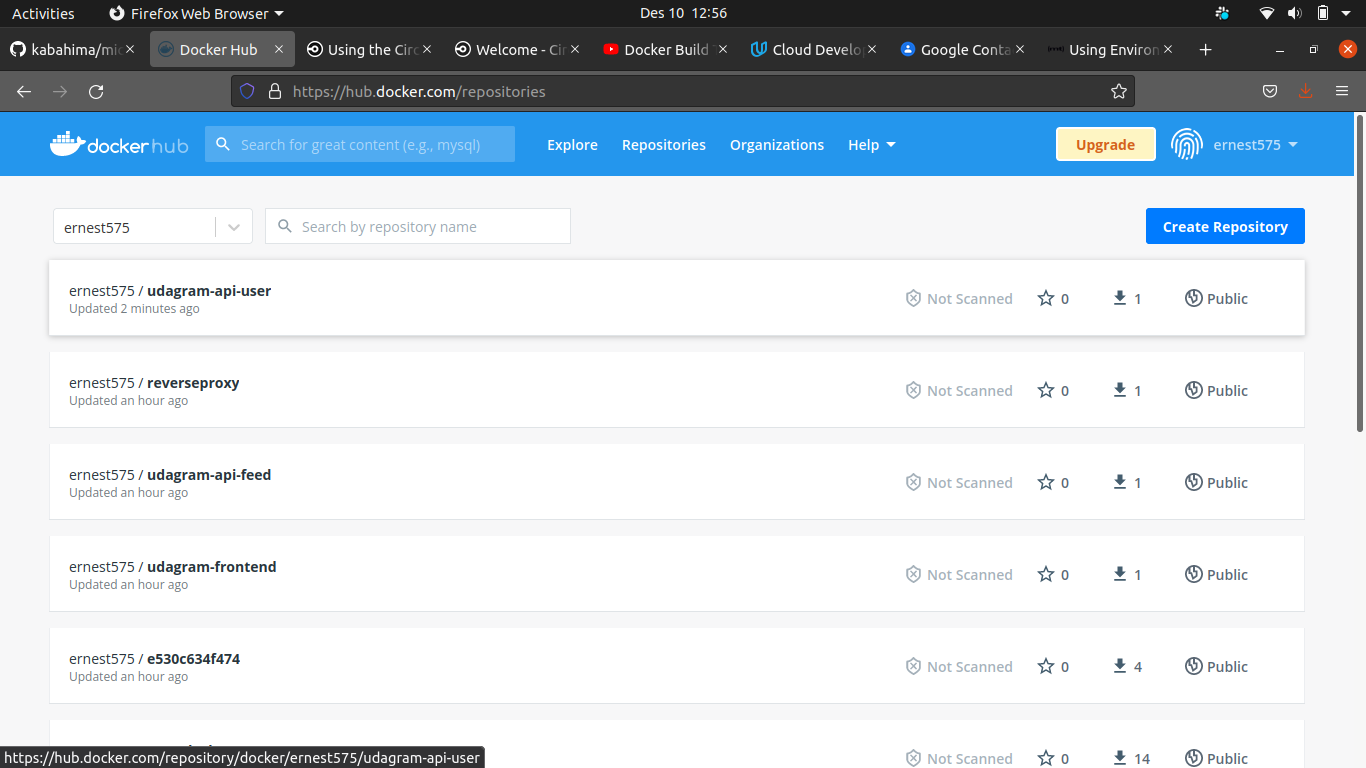 Activities Firefox Web Browser Des 10 12:56
kabahima/mic Docker Hub Using the Circ Welcome - Cir Docker Build T Cloud Develop Google Conta Using Environ
https://hub.docker.com/repositories
docker hub Search for great content (e.g., mysql) Explore Repositories Organizations Help Upgrade ernest575
ernest575 Search by repository name Create Repository
ernest575 / udagram-api-user
Updated 2 minutes ago
Not Scanned 0 1 Public
ernest575 / reverseproxy
Updated an hour ago
Not Scanned 0 1 Public
ernest575 / udagram-api-feed
Updated an hour ago
Not Scanned 0 1 Public
ernest575 / udagram-frontend
Updated an hour ago
Not Scanned 0 1 Public
ernest575 / e530c634f474
Updated an hour ago
Not Scanned 0 4 Public
Not Scanned 0 14 Public
https://hub.docker.com/repository/docker/ernest575/udagram-api-user